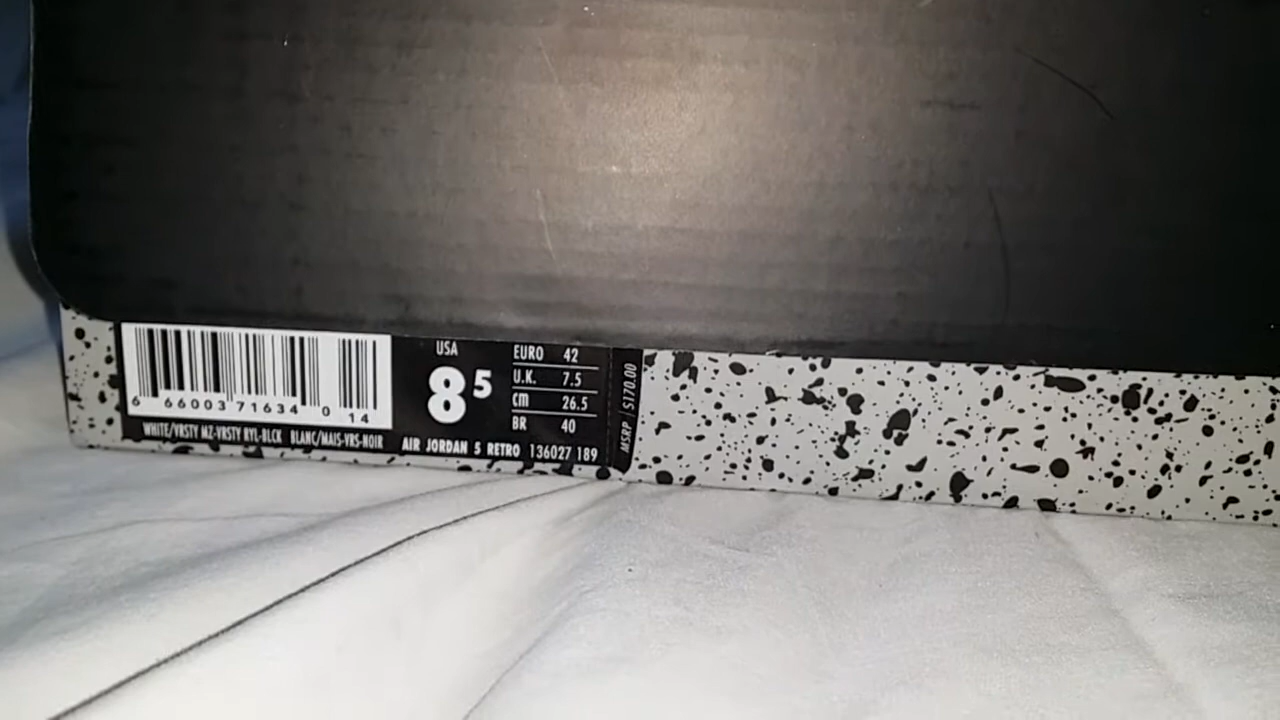 6 66003 71634 0 14
USA
8 5
EURO 42
U.K. 7.5
cm 26.5
BR 40
MSRP / $170.00
WHITE/VRSTY MZ-VRSTY RYL-BLCK BLANC/MAIS-VRS-NOIR
AIR JORDAN 5 RETRO 136027 189